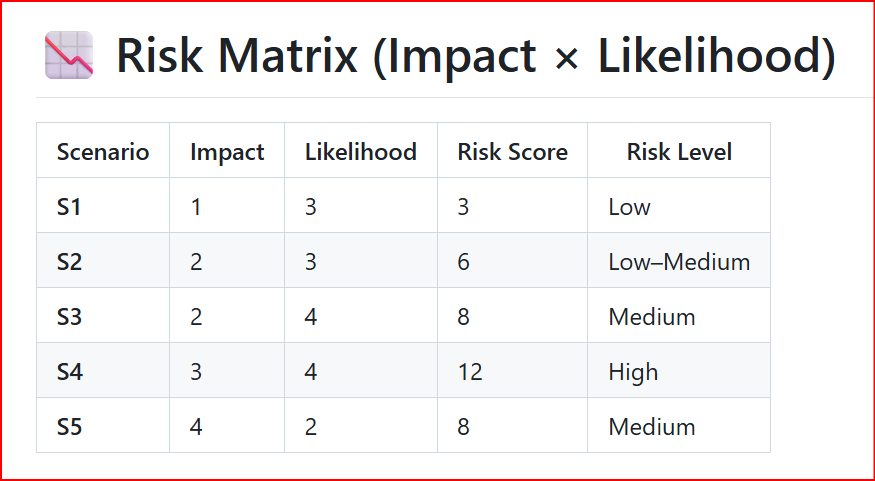 Risk Matrix (Impact × Likelihood)
Scenario Impact Likelihood Risk Score Risk Level
S1 1 3 3 Low
S2 2 3 6 Low–Medium
S3 2 4 8 Medium
S4 3 4 12 High
S5 4 2 8 Medium